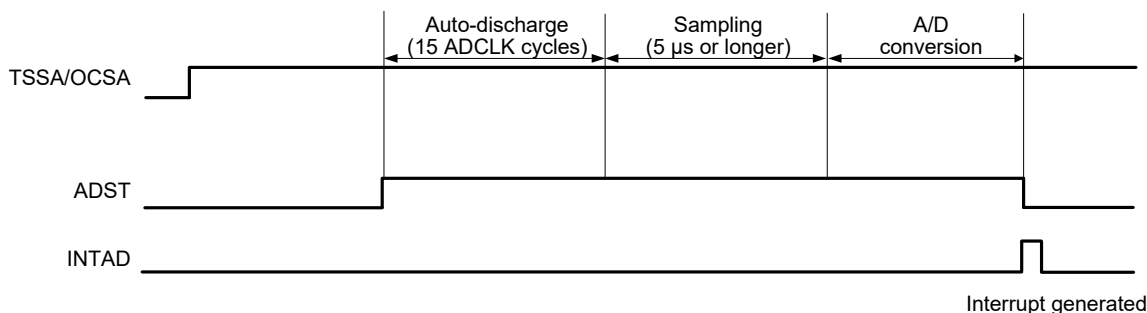 Auto-discharge
(15 ADCLK cycles)
Sampling
(5 µs or longer)
A/D
conversion
TSSA/OCSA
ADST
INTAD
Interrupt generated